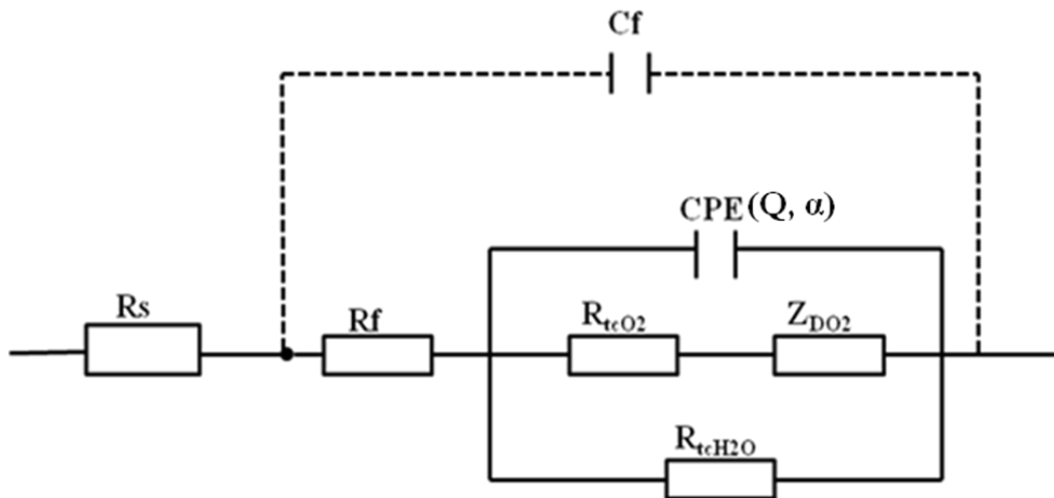 Cf
CPE (Q, α)
Rs
Rf
RtcO2
ZDO2
RtcH2O